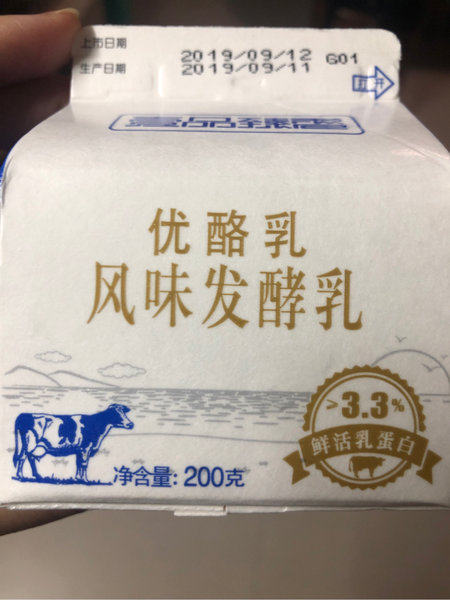 上市日期 2019/09/12 G01
生产日期 2019/09/11
打开
优酪乳
风味发酵乳
>3.3%
鲜活乳蛋白
净含量: 200克